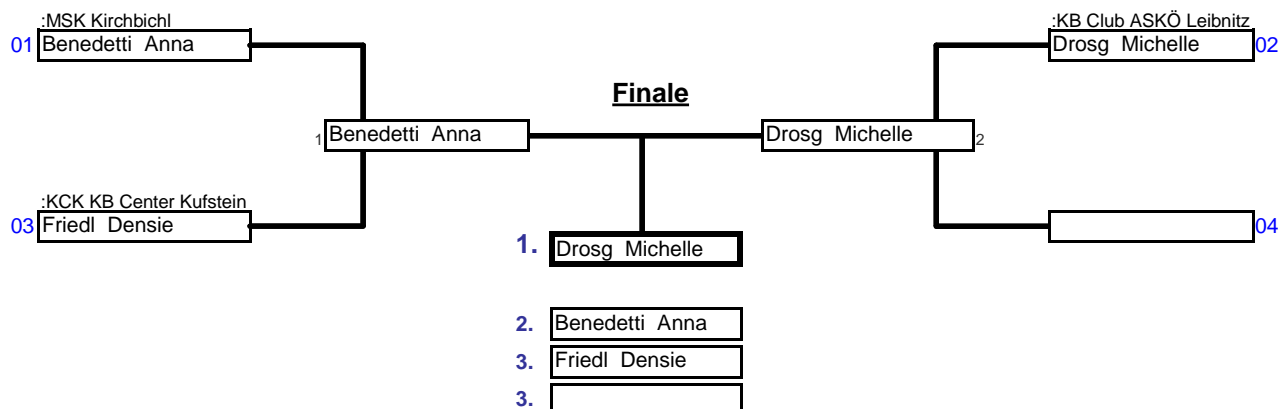 :MSK Kirchbichl
01 Benedetti Anna
:KB Club ASKÖ Leibnitz
Drosg Michelle 02
Finale
1 Benedetti Anna
Drosg Michelle 2
:KCK KB Center Kufstein
03 Friedl Densie
04
1. Drosg Michelle
2. Benedetti Anna
3. Friedl Densie
3.